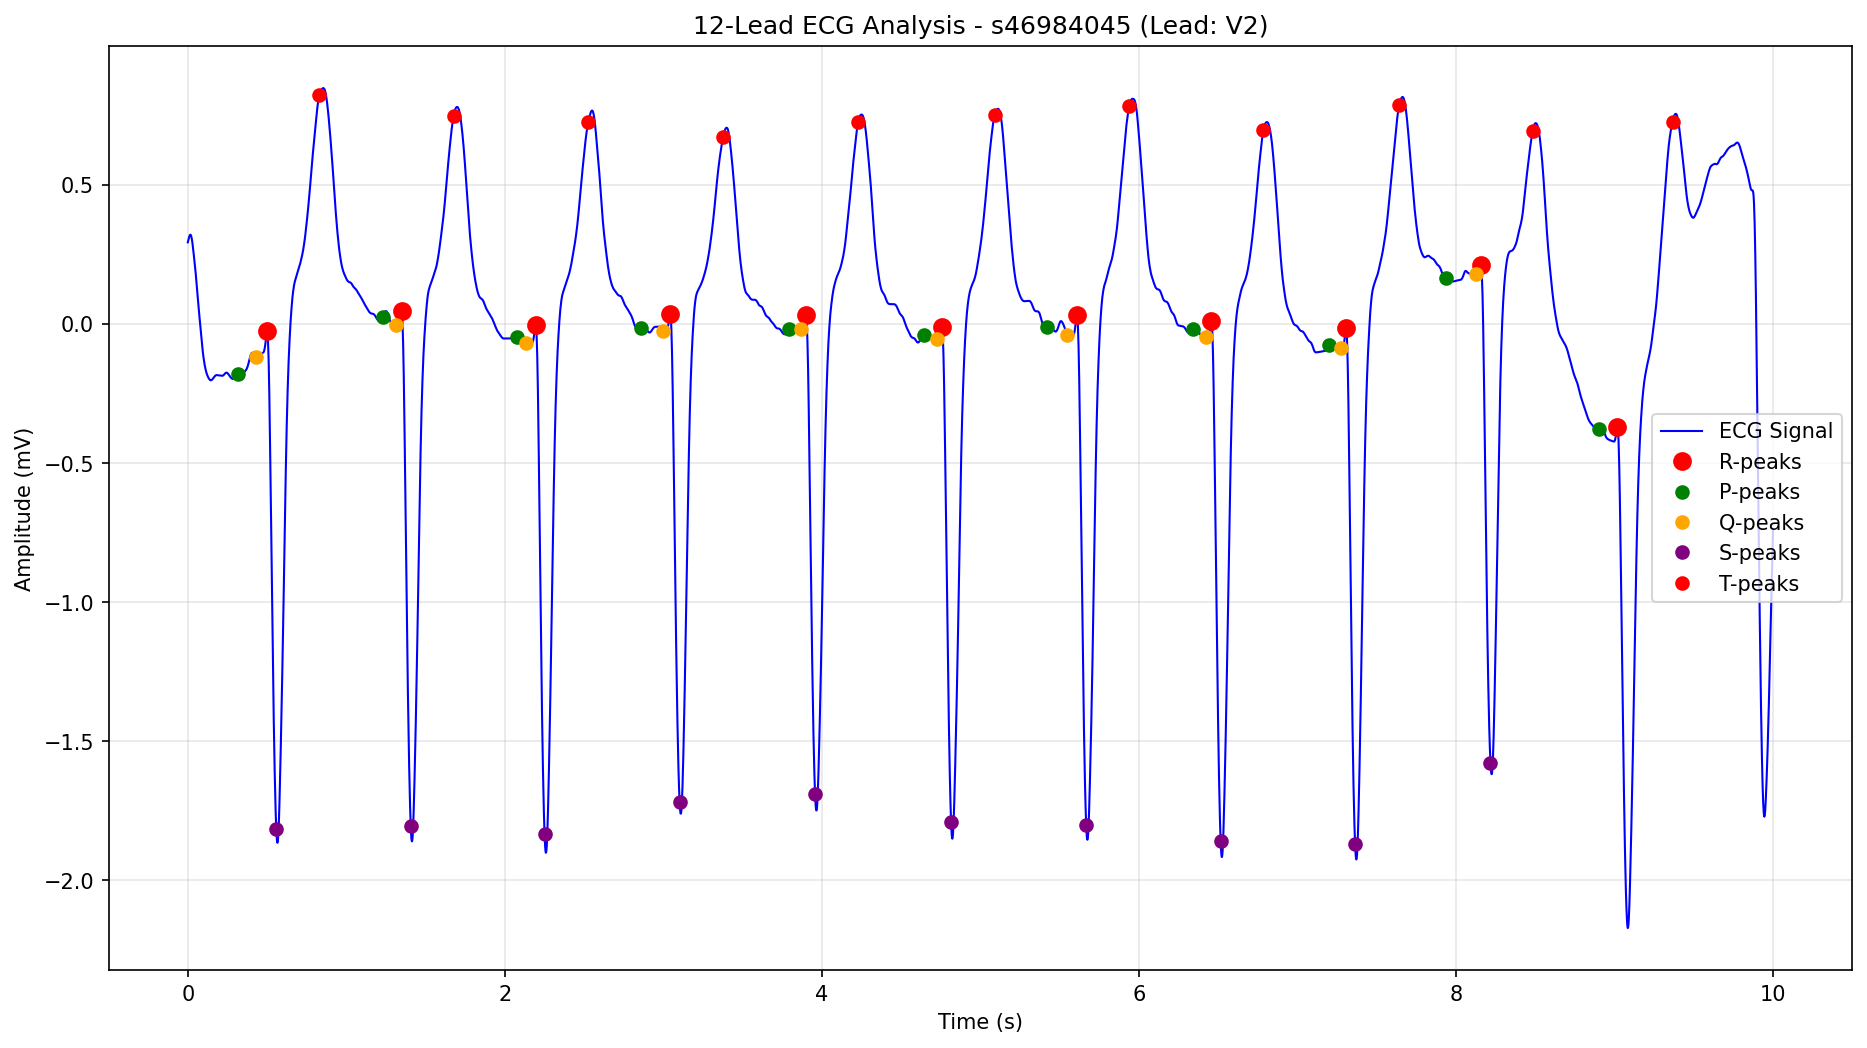 12-Lead ECG Analysis - s46984045 (Lead: V2)
Amplitude (mV)
0.5
0.0
−0.5
−1.0
−1.5
−2.0
ECG Signal
R-peaks
P-peaks
Q-peaks
S-peaks
T-peaks
0 2 4 6 8 10
Time (s)